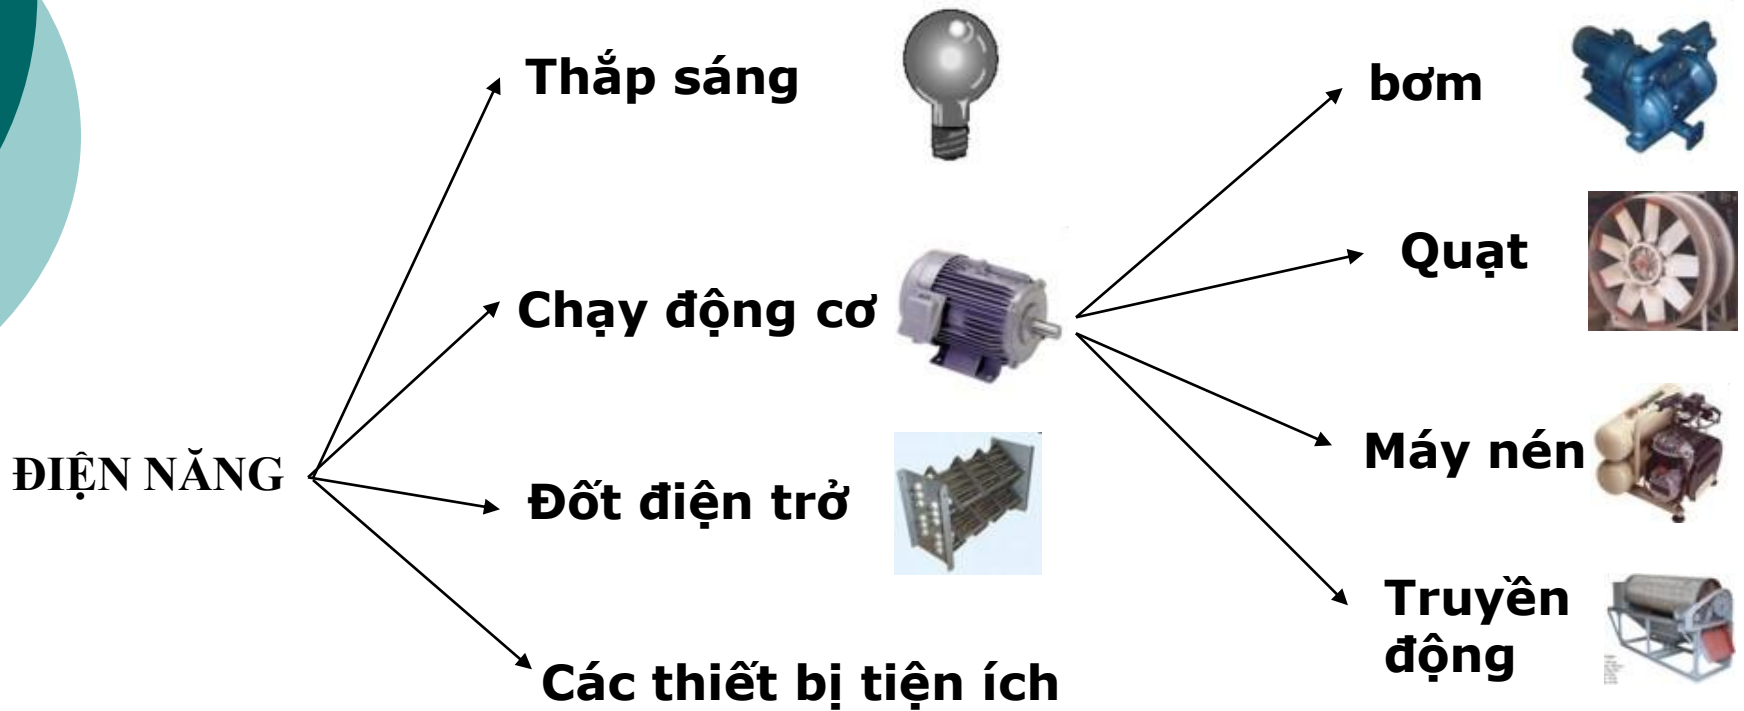 Thắp sáng
bơm
Quạt
Chạy động cơ
Máy nén
ĐIỆN NĂNG
Đốt điện trở
Truyền
động
Các thiết bị tiện ích